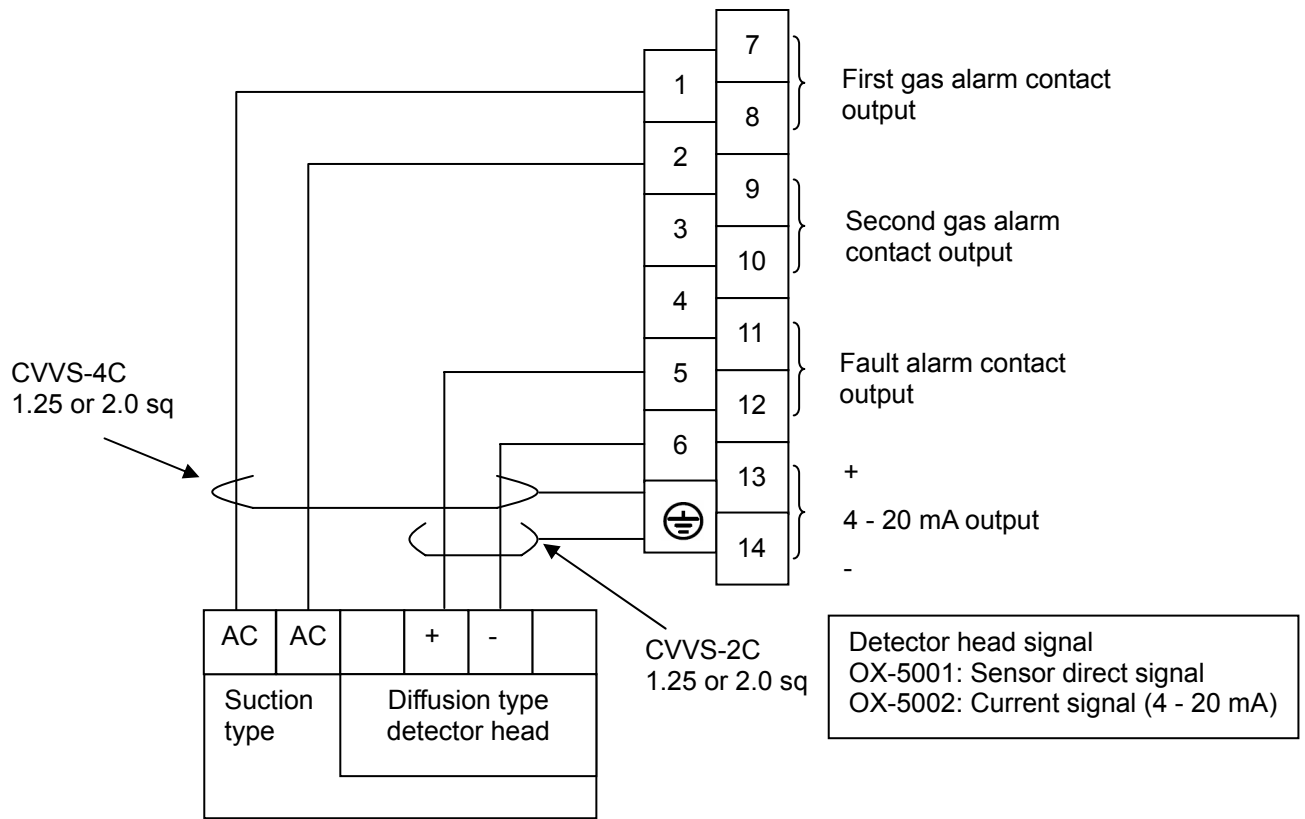 7
1
First gas alarm contact
output
8
2
9
3
Second gas alarm
contact output
10
4
11
CVVS-4C
1.25 or 2.0 sq
5
Fault alarm contact
output
12
6
13
+
4 - 20 mA output
14
-
AC AC + -
CVVS-2C
1.25 or 2.0 sq
Suction
type
Diffusion type
detector head
Detector head signal
OX-5001: Sensor direct signal
OX-5002: Current signal (4 - 20 mA)